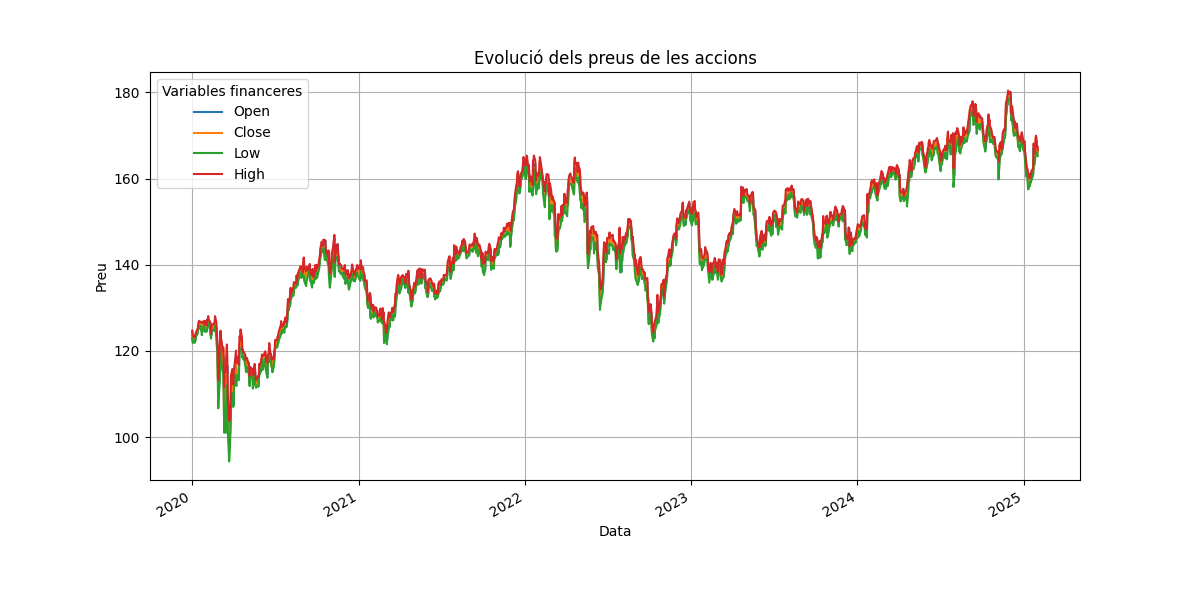 Evolució dels preus de les accions
Variables financeres
Open
Close
Low
High
Preu
180
160
140
120
100
2020
2021
2022
2023
2024
2025
Data